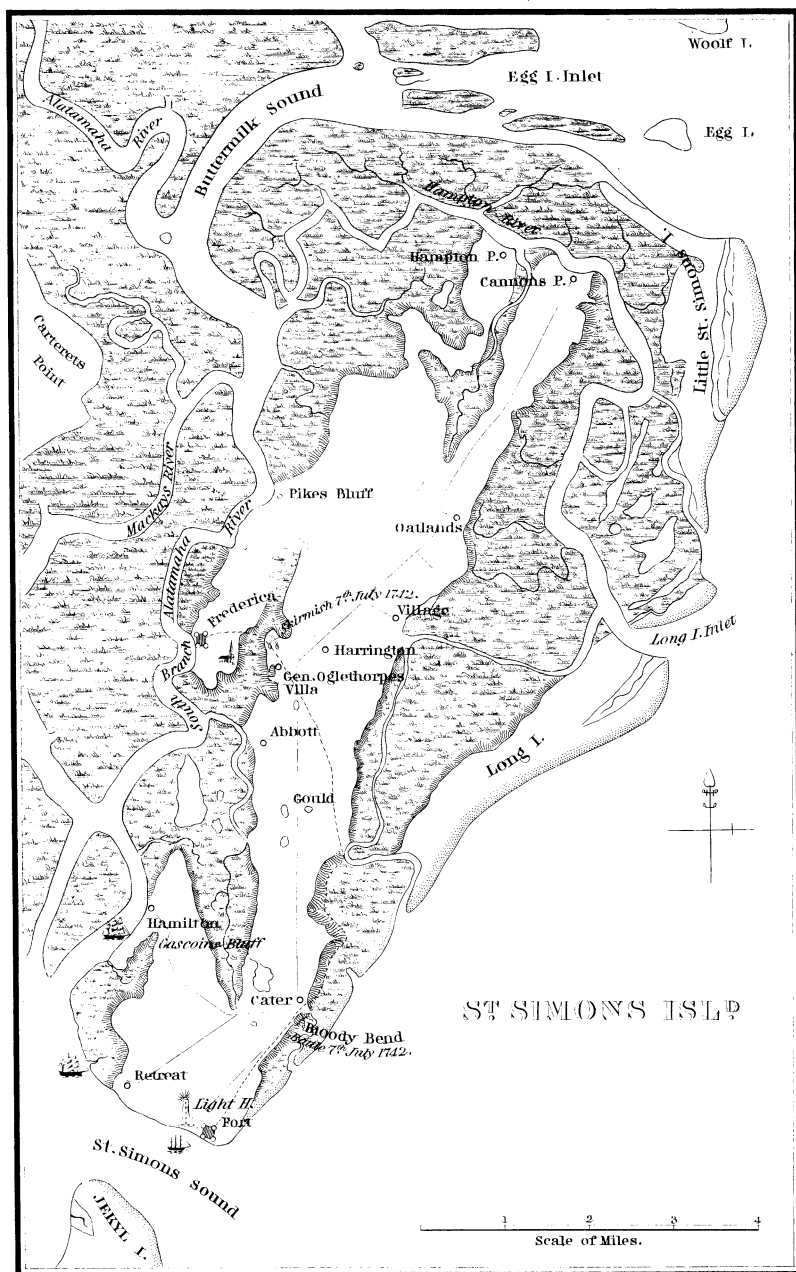 Woolf I.
Egg I. Inlet
Egg I.
Alatamaha
River
Buttermilk Sound
Hampton River
Little St. Simons I.
Hampton P.
Cannons P.
Carterets
Point
Mackays River
Pikes Bluff
Oatlands
South Branch Alatamaha River
Frederica
Skirmish 7th. July 1742.
Village
Long I. Inlet
Harrington
Gen. Oglethorpes
Villa
Abbott
Long I.
Gould
Hamilton
Gascoins Bluff
Cater
ST. SIMONS ISLD.
Bloody Bend
Battle 7th. July 1742.
Retreat
Light H.
Fort
St. Simons Sound
JEKYL I.
1 2 3 4
Scale of Miles.